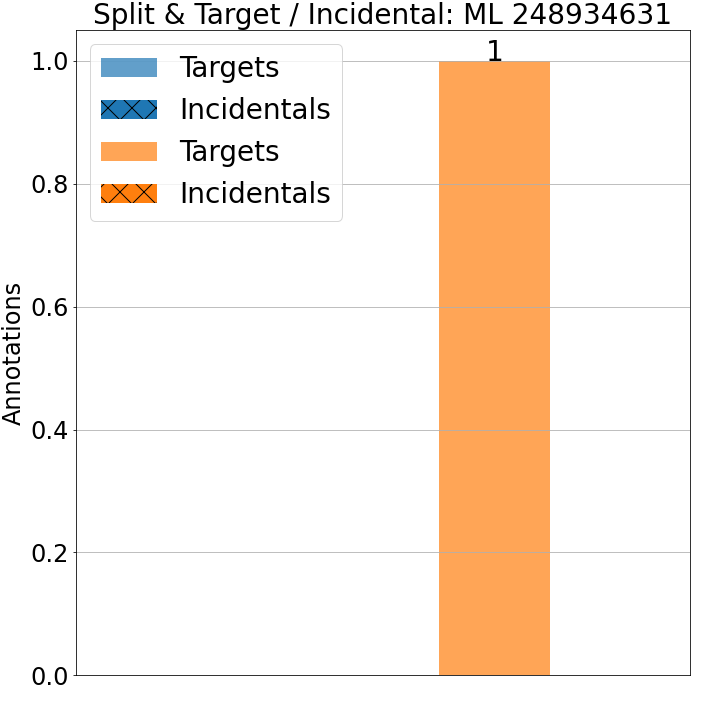 Split & Target / Incidental: ML 248934631
1
1.0
0.8
0.6
0.4
0.2
0.0
Annotations
Targets
Incidentals
Targets
Incidentals